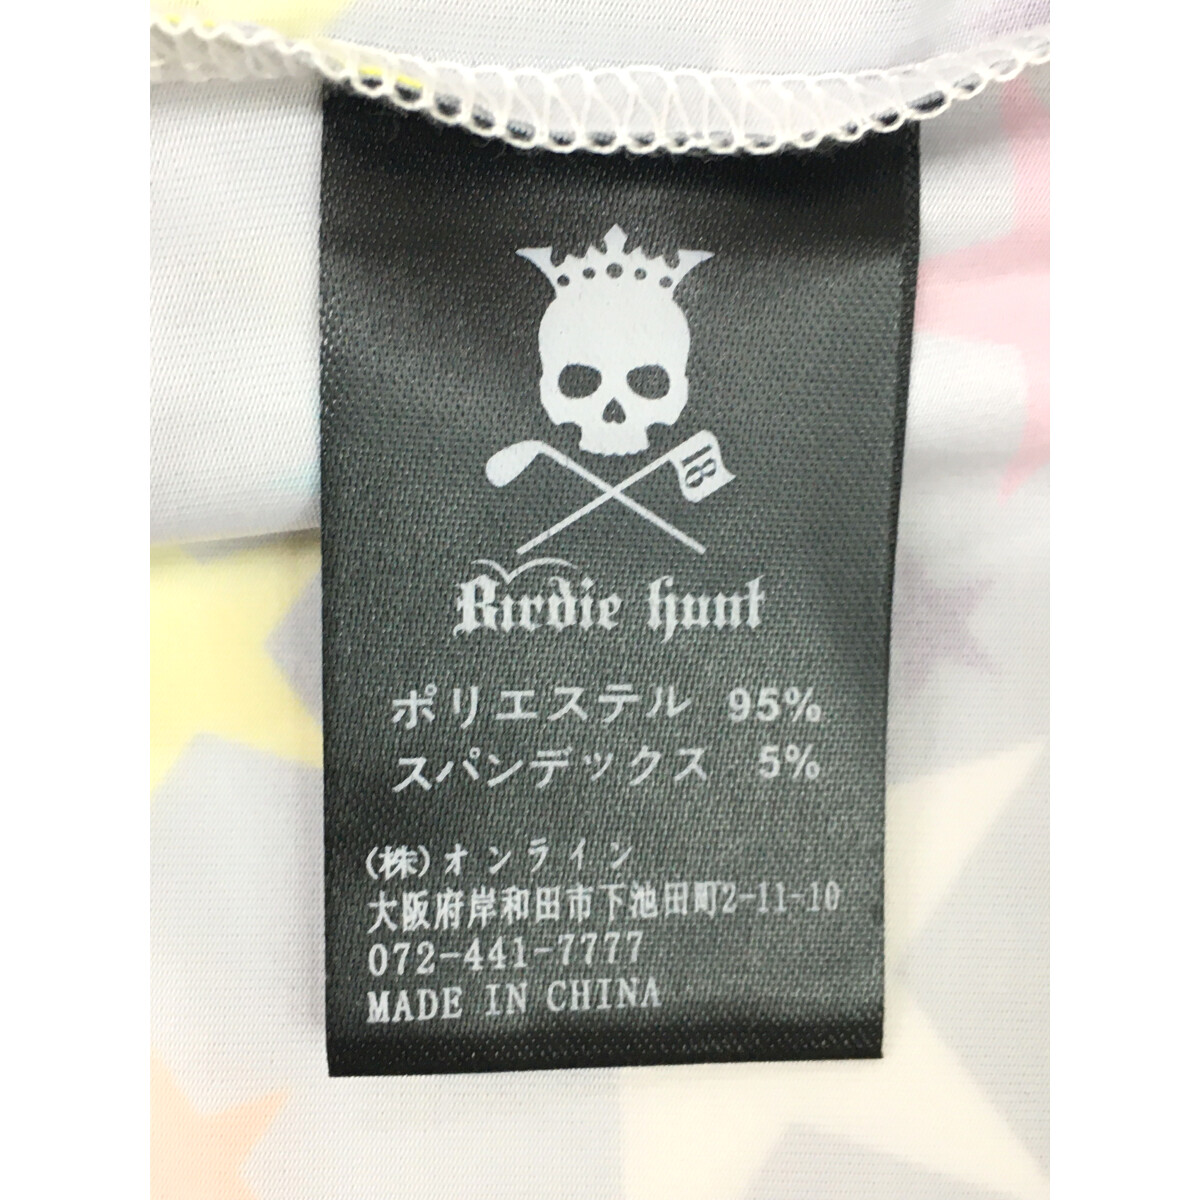 18
Birdie hunt
ポリエステル 95%
スパンデックス 5%
(株)オンライン
大阪府岸和田市下池田町2-11-10
072-441-7777
MADE IN CHINA